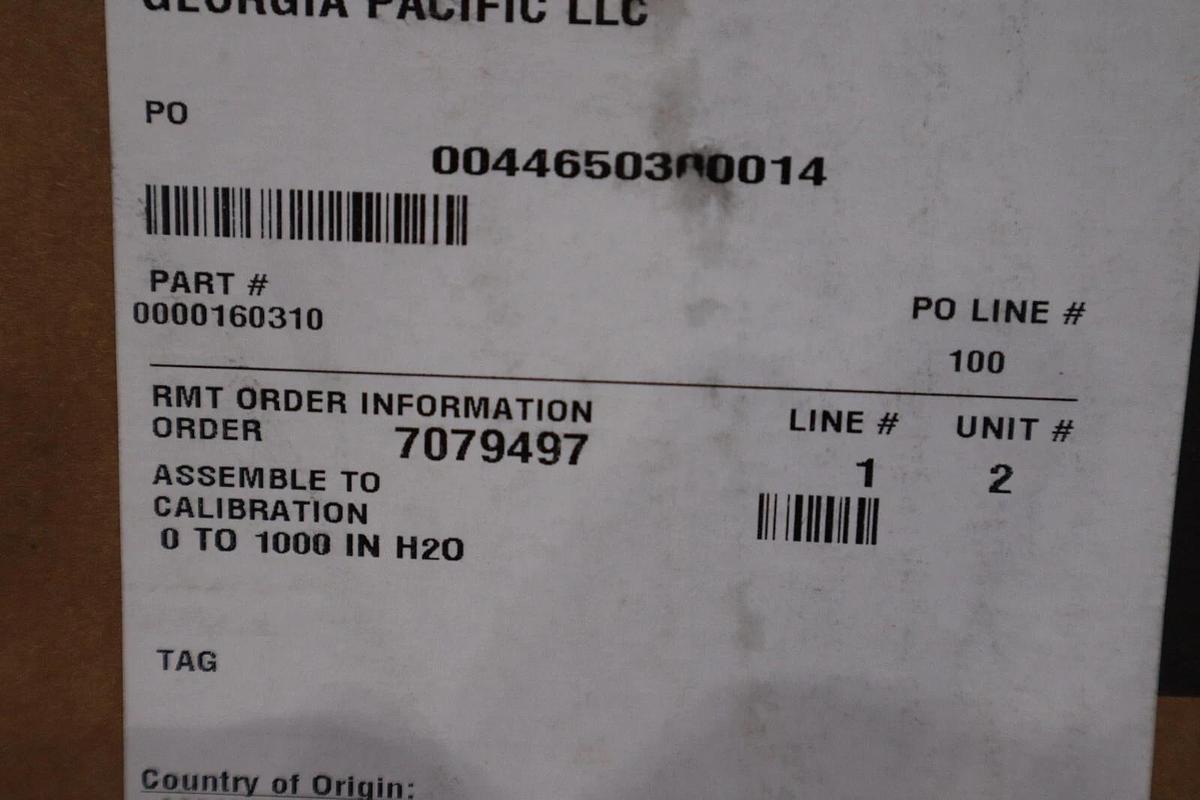 GEORGIA PACIFIC LLC
PO
0044650300014
PART #
0000160310
PO LINE #
100
RMT ORDER INFORMATION
ORDER 7079497
LINE # UNIT #
1 2
ASSEMBLE TO
CALIBRATION
0 TO 1000 IN H2O
TAG
Country of Origin: